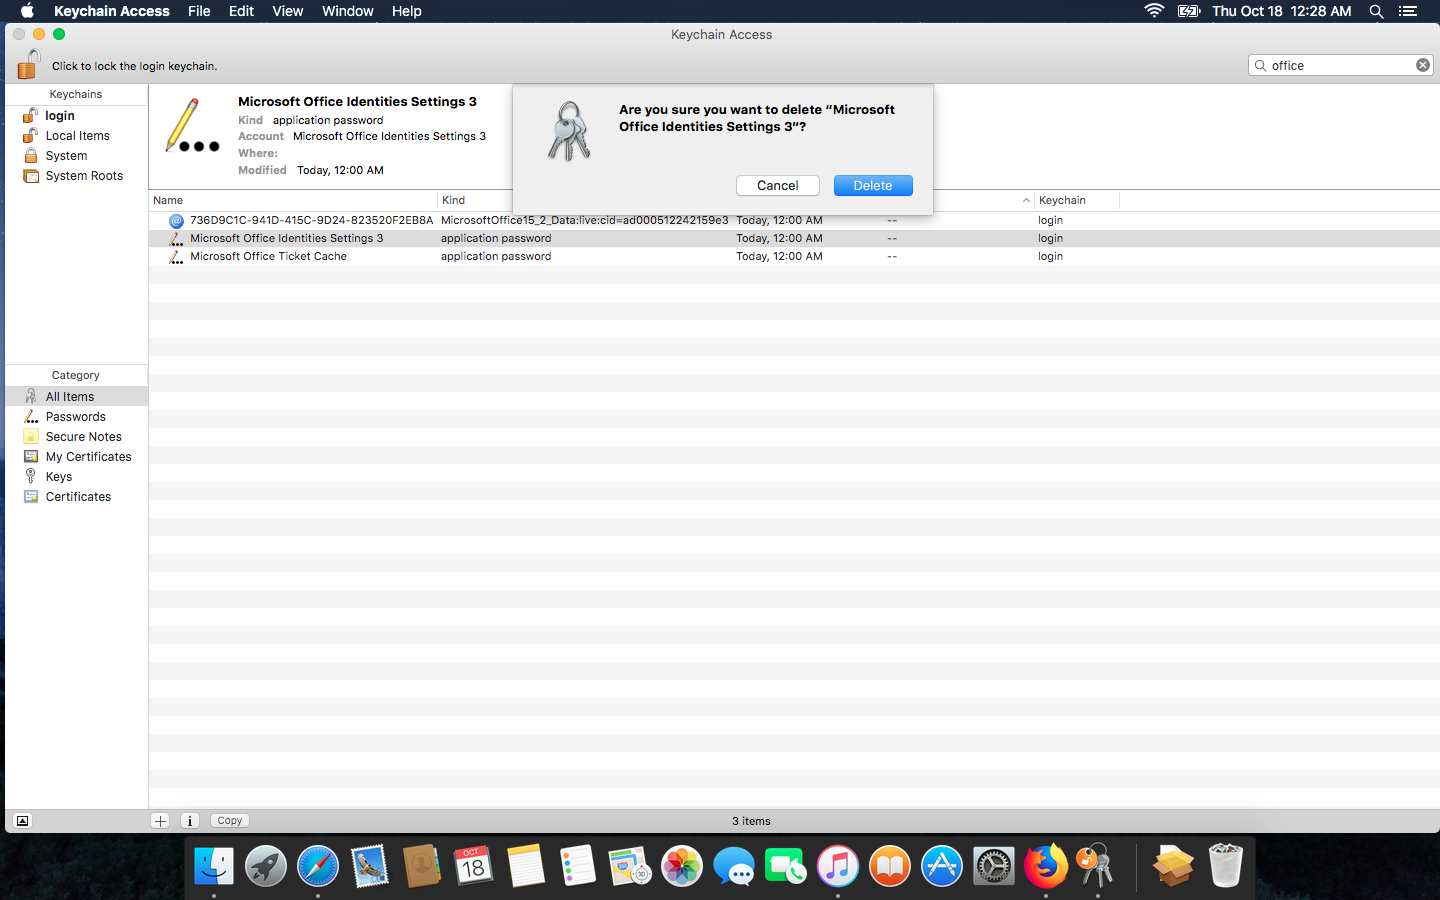 Keychain Access File Edit View Window Help Thu Oct 18 12:28 AM
Keychain Access
Click to lock the login keychain.
office
Keychains
login
Local Items
System
System Roots
Microsoft Office Identities Settings 3
Kind application password
Account Microsoft Office Identities Settings 3
Where:
Modified Today, 12:00 AM
Are you sure you want to delete “Microsoft
Office Identities Settings 3”?
Cancel Delete
Name Kind Keychain
736D9C1C-941D-415C-9D24-823520F2EB8A MicrosoftOffice15_2_Data:live:cid=ad000512242159e3 Today, 12:00 AM -- login
Microsoft Office Identities Settings 3 application password Today, 12:00 AM -- login
Microsoft Office Ticket Cache application password Today, 12:00 AM -- login
Category
All Items
Passwords
Secure Notes
My Certificates
Keys
Certificates
Copy
3 items
OCT
18